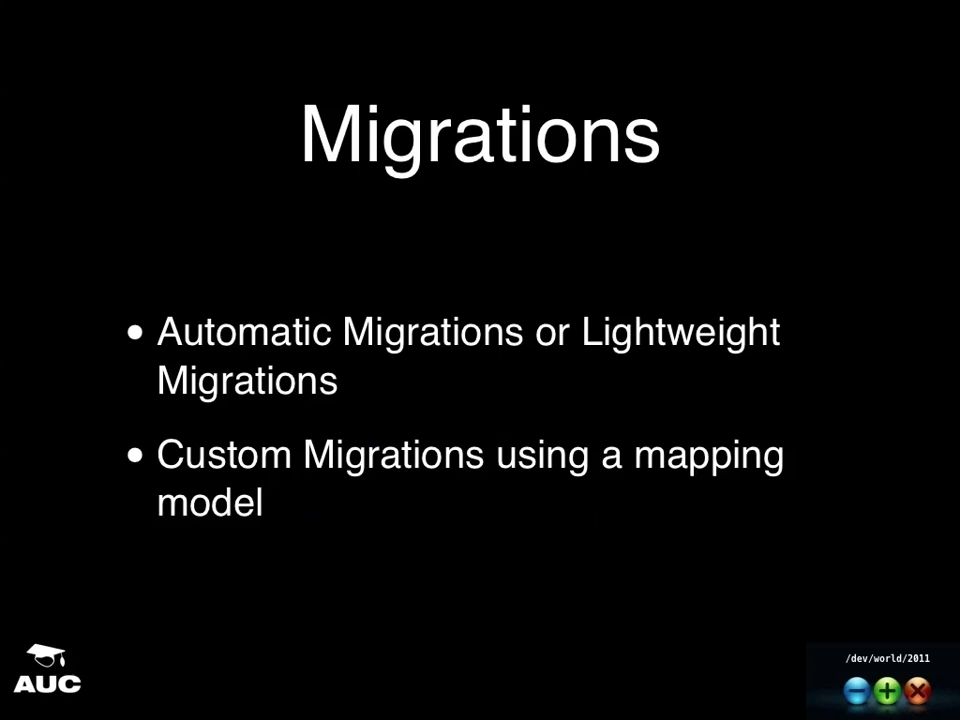 Migrations
• Automatic Migrations or Lightweight
Migrations
• Custom Migrations using a mapping
model
AUC
/dev/world/2011